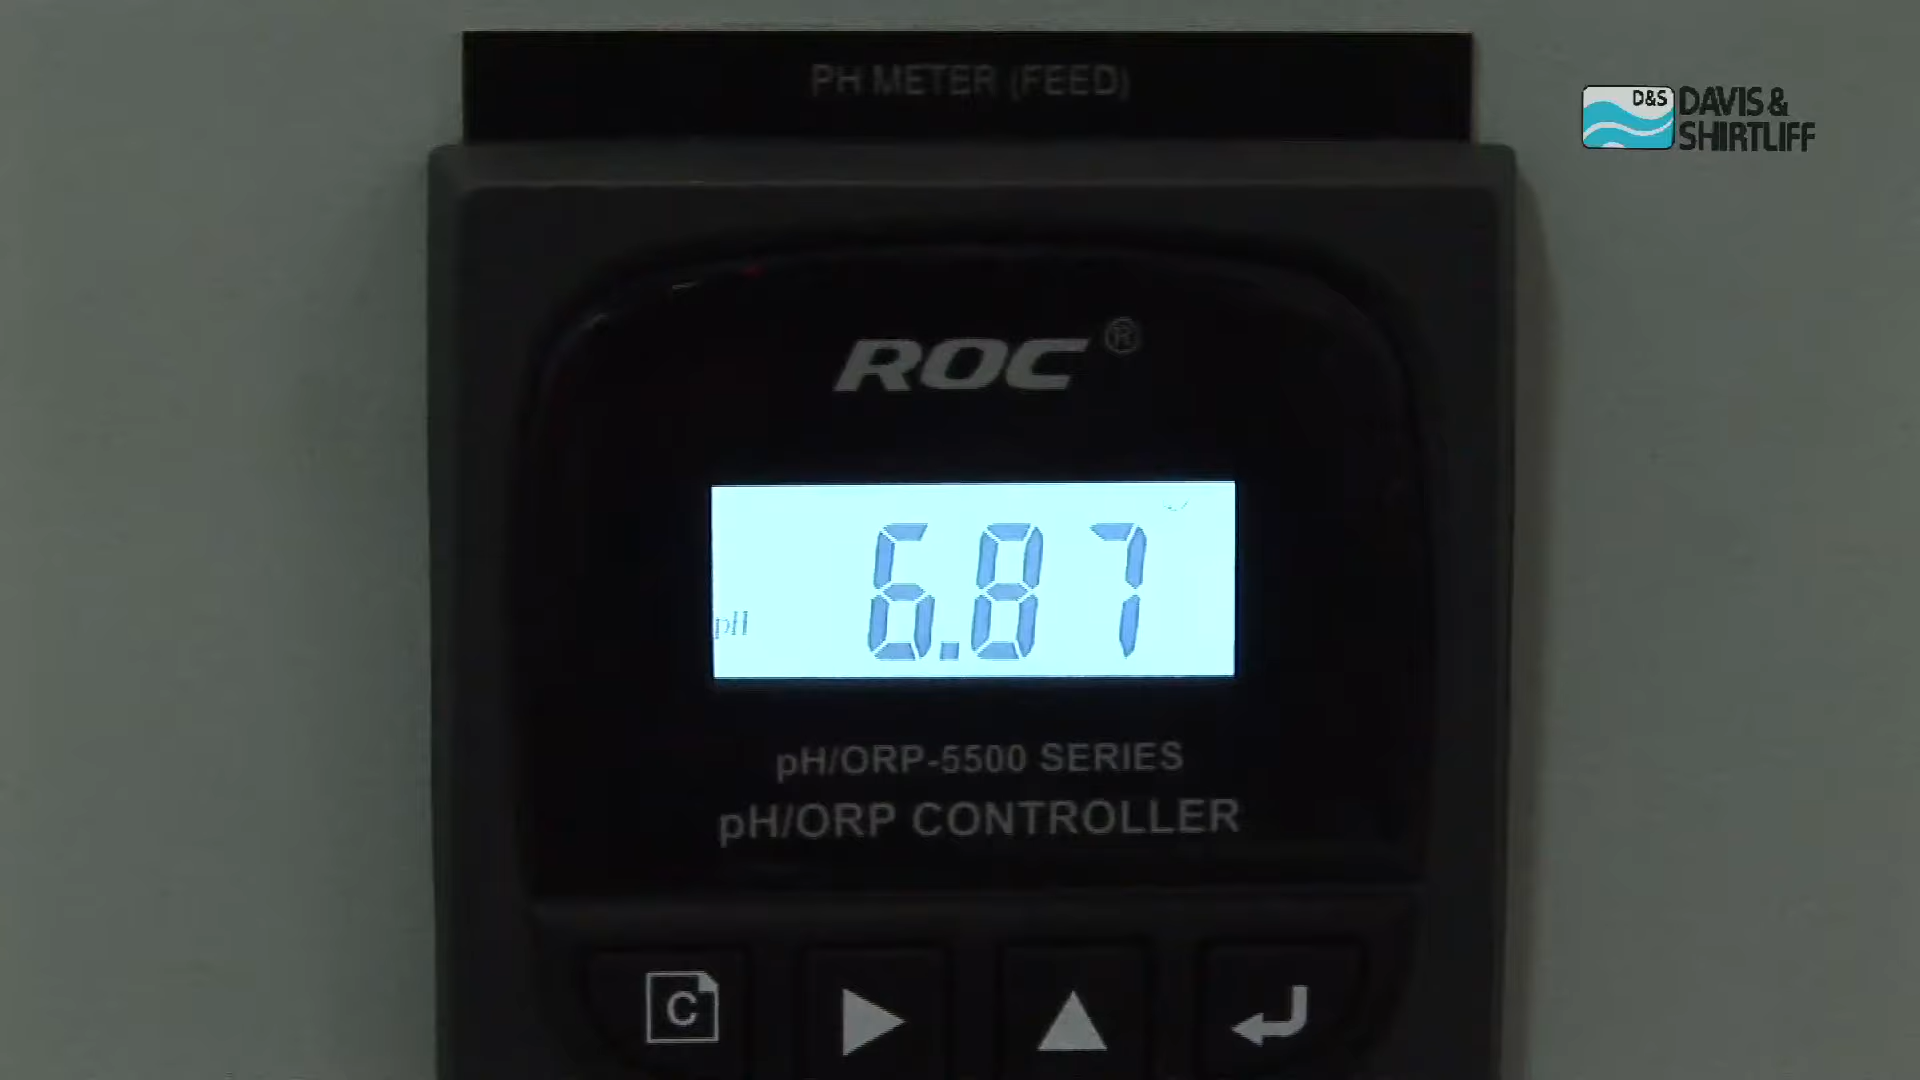 PH METER (FEED)
D&S DAVIS &
SHIRTLIFF
ROC®
6.87
pH
pH/ORP-5500 SERIES
pH/ORP CONTROLLER
C